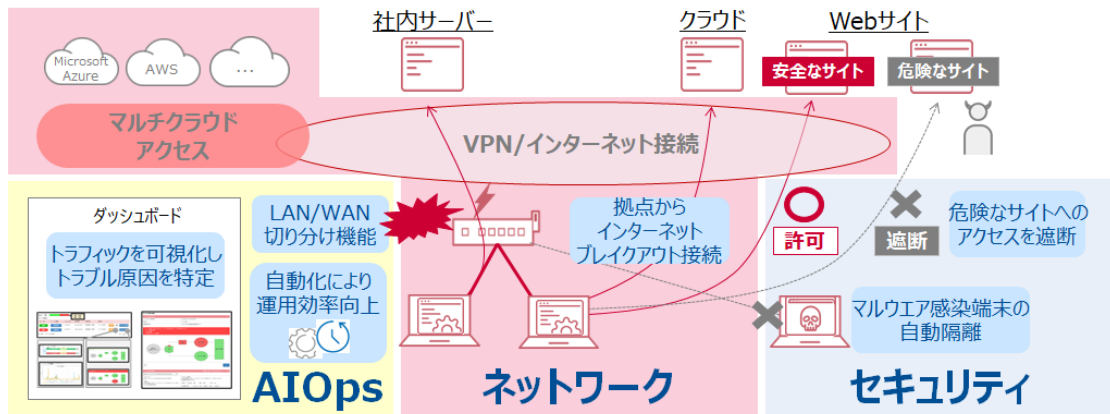 社内サーバー
クラウド
Webサイト
Microsoft
Azure
AWS
…
安全なサイト
危険なサイト
マルチクラウド
アクセス
VPN/インターネット接続
ダッシュボード
トラフィックを可視化し
トラブル原因を特定
LAN/WAN
切り分け機能
自動化により
運用効率向上
AIOps
拠点から
インターネット
ブレイクアウト接続
ネットワーク
許可
遮断
危険なサイトへの
アクセスを遮断
マルウエア感染端末の
自動隔離
セキュリティ